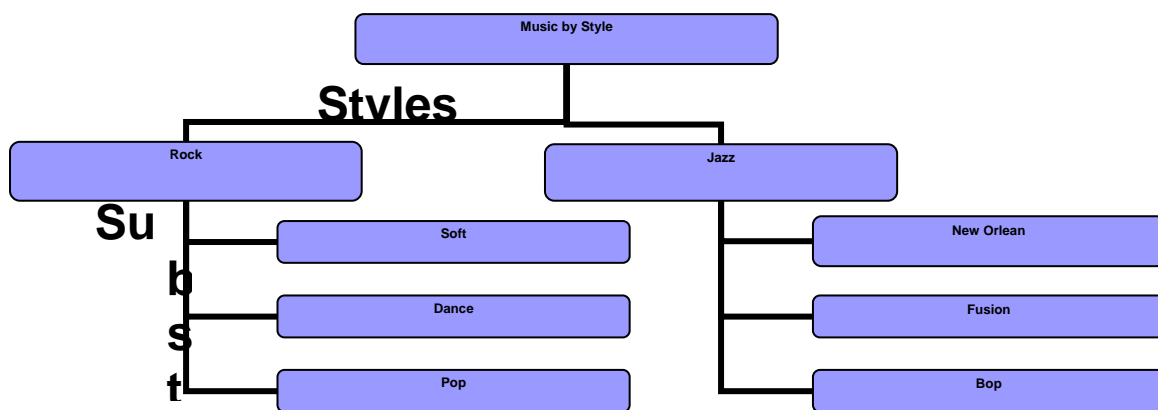 Music by Style
Styles
Rock
Jazz
Su
b
s
t
Soft
New Orlean
Dance
Fusion
Pop
Bop